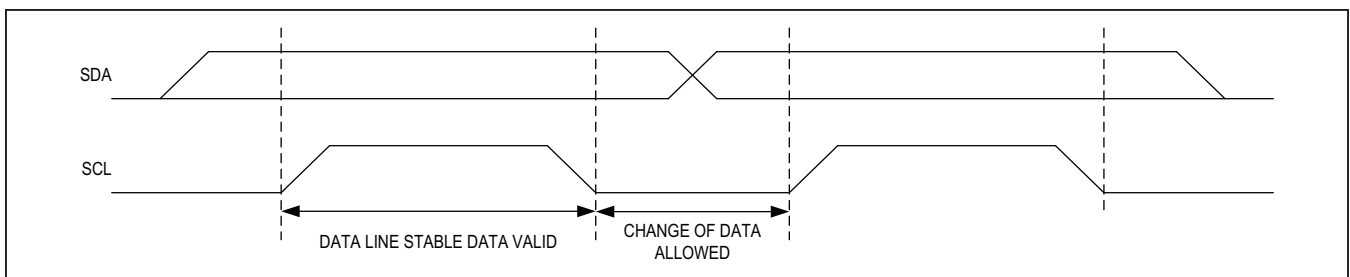 SDA
SCL
DATA LINE STABLE DATA VALID
CHANGE OF DATA
ALLOWED